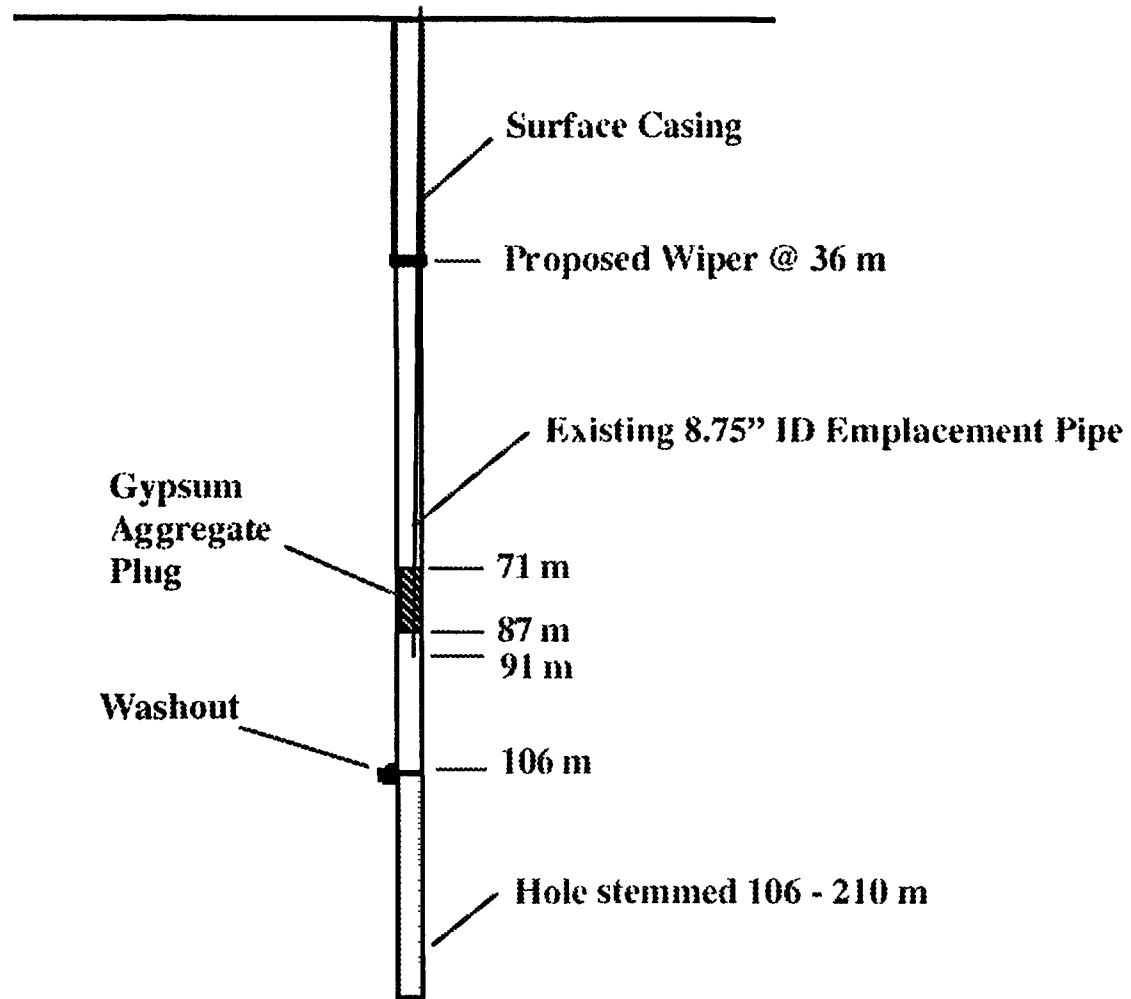 Surface Casing
Proposed Wiper @ 36 m
Existing 8.75” ID Emplacement Pipe
Gypsum
Aggregate
Plug
71 m
87 m
91 m
Washout
106 m
Hole stemmed 106 - 210 m